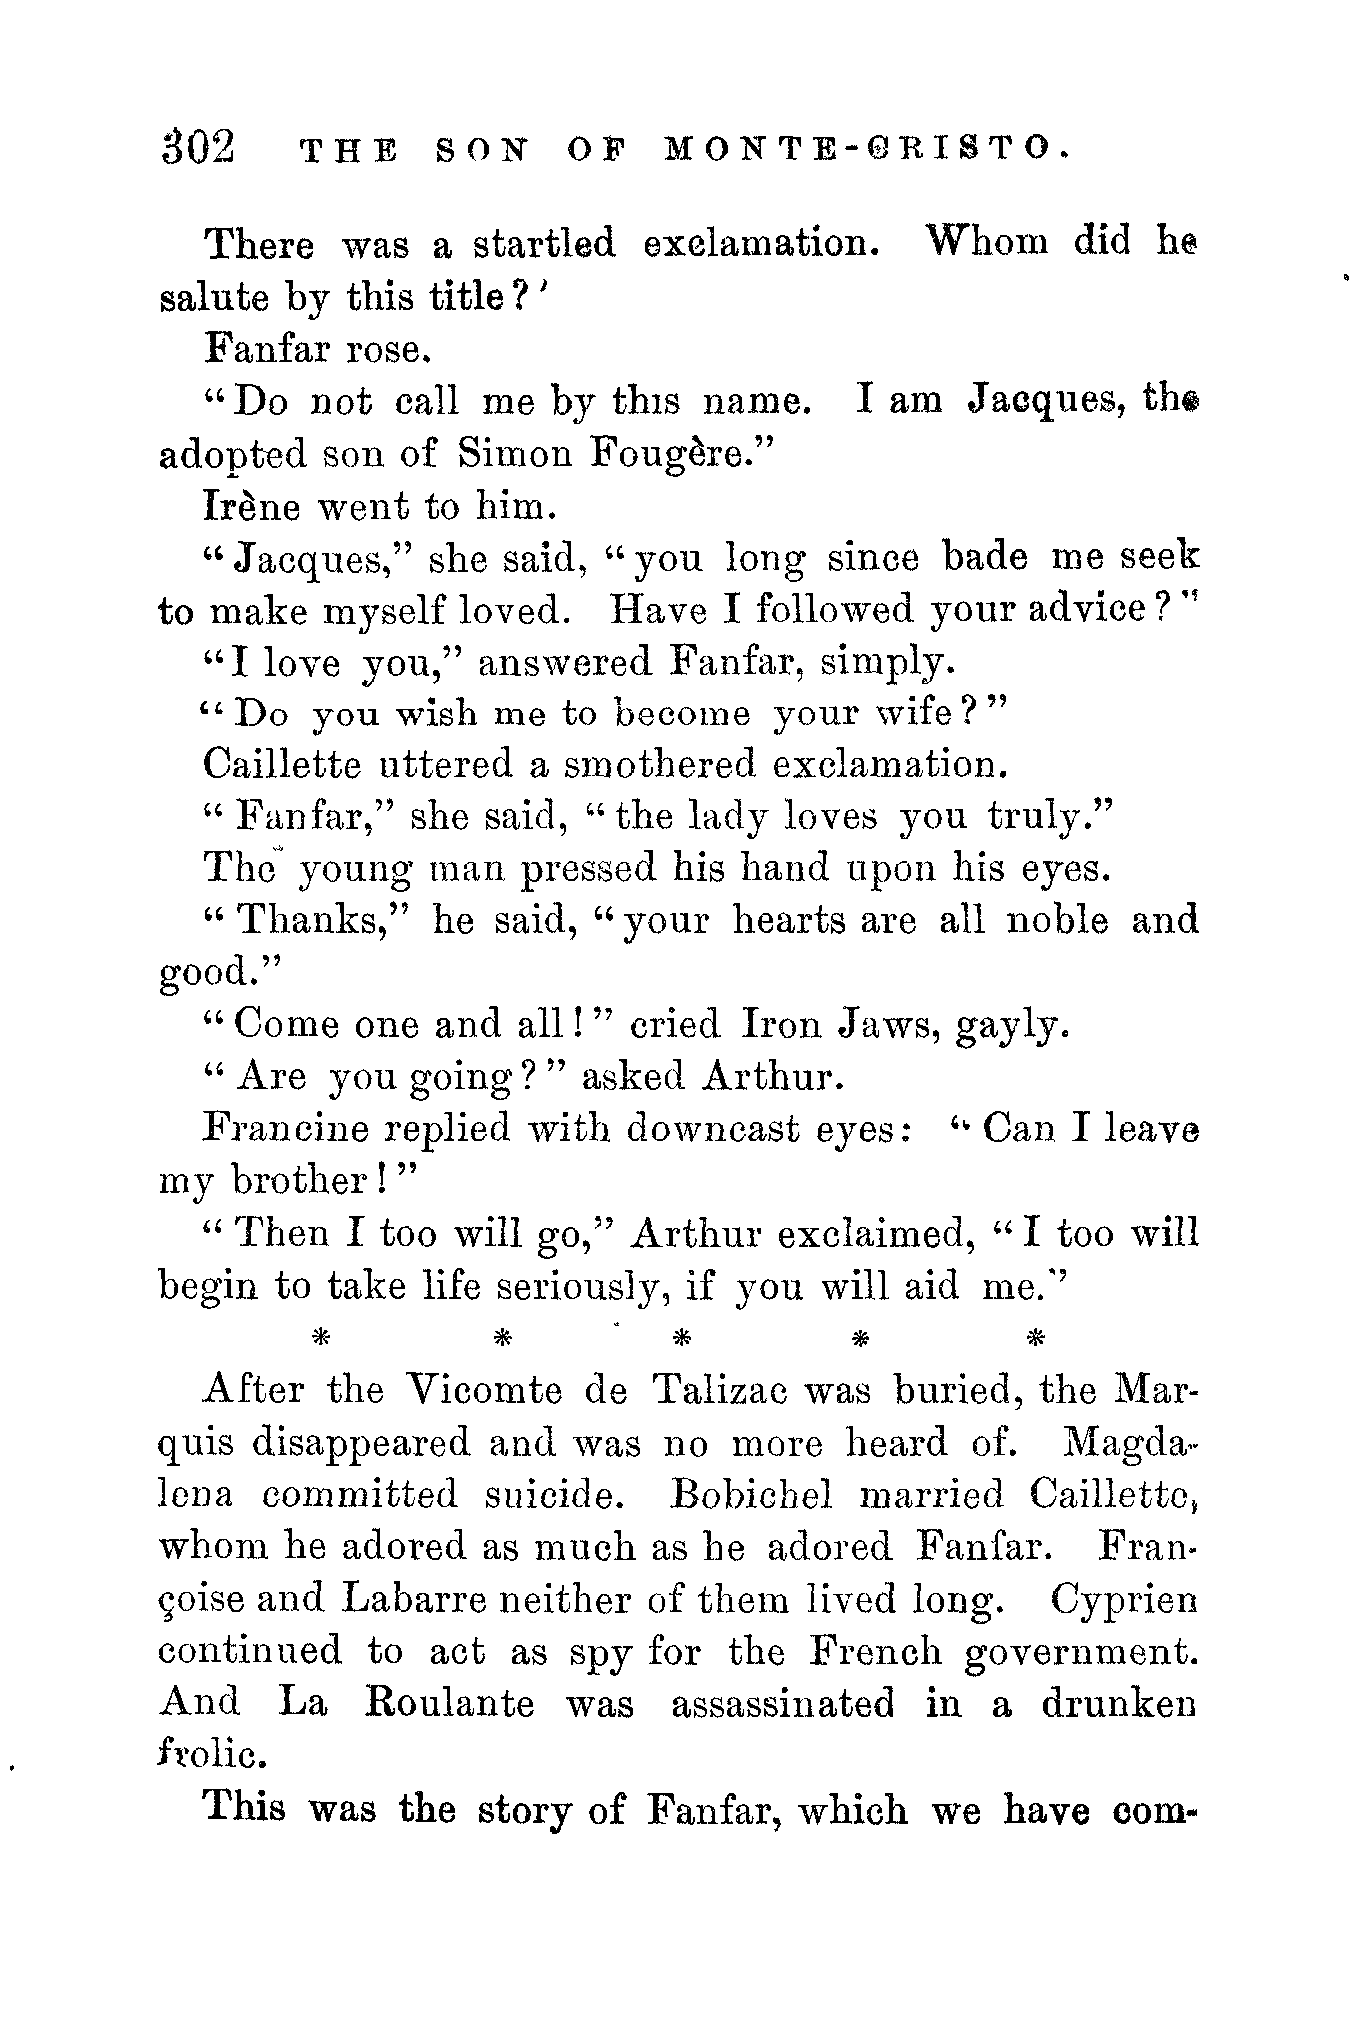 302 THE SON OF MONTE-CRISTO.
There was a startled exclamation. Whom did he
salute by this title?'
Fanfar rose.
"Do not call me by this name. I am Jacques, the
adopted son of Simon Fougère."
Irène went to him.
"Jacques," she said, "you long since bade me seek
to make myself loved. Have I followed your advice?"
"I love you," answered Fanfar, simply.
"Do you wish me to become your wife?"
Caillette uttered a smothered exclamation.
"Fanfar," she said, "the lady loves you truly."
The young man pressed his hand upon his eyes.
"Thanks," he said, "your hearts are all noble and
good."
"Come one and all!" cried Iron Jaws, gayly.
"Are you going?" asked Arthur.
Francine replied with downcast eyes: "Can I leave
my brother!"
"Then I too will go," Arthur exclaimed, "I too will
begin to take life seriously, if you will aid me."
* * * * *
After the Vicomte de Talizac was buried, the Mar-
quis disappeared and was no more heard of. Magda-
lena committed suicide. Bobichel married Caillette,
whom he adored as much as he adored Fanfar. Fran-
çoise and Labarre neither of them lived long. Cyprien
continued to act as spy for the French government.
And La Roulante was assassinated in a drunken
frolic.
This was the story of Fanfar, which we have com-